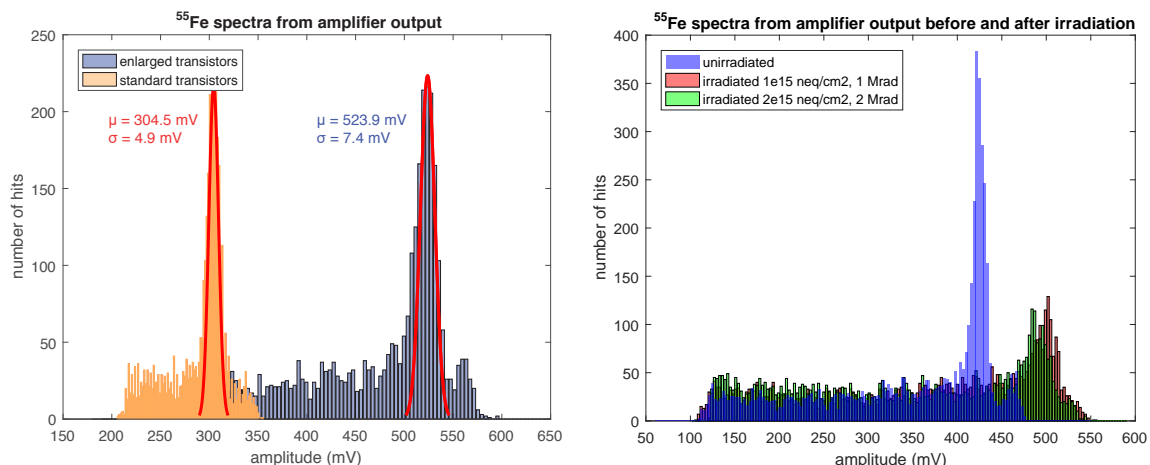 ⁵⁵Fe spectra from amplifier output
250
200
150
100
50
0
150 200 250 300 350 400 450 500 550 600 650
number of hits
amplitude (mV)
enlarged transistors
standard transistors
μ = 304.5 mV
σ = 4.9 mV
μ = 523.9 mV
σ = 7.4 mV
⁵⁵Fe spectra from amplifier output before and after irradiation
400
350
300
250
200
150
100
50
0
50 100 150 200 250 300 350 400 450 500 550 600
number of hits
amplitude (mV)
unirradiated
irradiated 1e15 neq/cm2, 1 Mrad
irradiated 2e15 neq/cm2, 2 Mrad